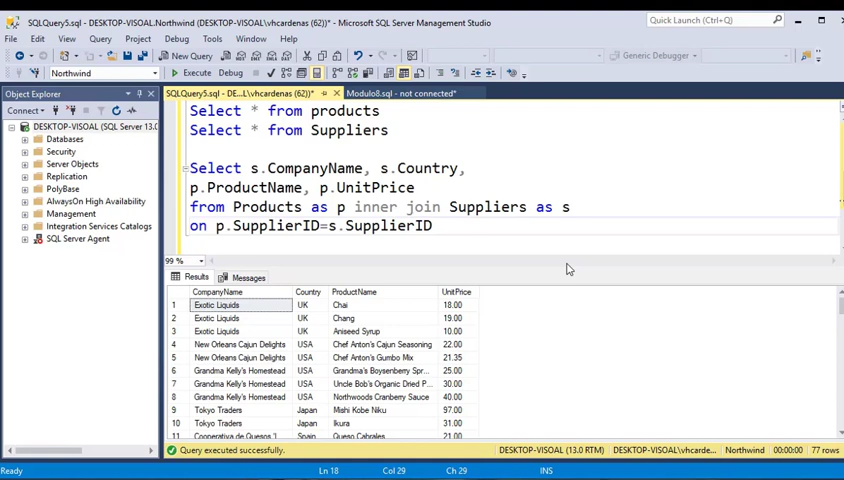 SQLQuery5.sql - DESKTOP-VISOAL.Northwind (DESKTOP-VISOAL\vhcardenas (62))* - Microsoft SQL Server Management Studio
Quick Launch (Ctrl+Q)
File Edit View Query Project Debug Tools Window Help
New Query
Generic Debugger
Northwind
Execute Debug
Object Explorer
SQLQuery5.sql - DE...L\vhcardenas (62))*
Modulo8.sql - not connected*
Connect
DESKTOP-VISOAL (SQL Server 13.0
Databases
Security
Server Objects
Replication
PolyBase
AlwaysOn High Availability
Management
Integration Services Catalogs
SQL Server Agent
Select * from products
Select * from Suppliers
Select s.CompanyName, s.Country,
p.ProductName, p.UnitPrice
from Products as p inner join Suppliers as s
on p.SupplierID=s.SupplierID
99 %
Results Messages
CompanyName Country ProductName UnitPrice
1 Exotic Liquids UK Chai 18.00
2 Exotic Liquids UK Chang 19.00
3 Exotic Liquids UK Aniseed Syrup 10.00
4 New Orleans Cajun Delights USA Chef Anton's Cajun Seasoning 22.00
5 New Orleans Cajun Delights USA Chef Anton's Gumbo Mix 21.35
6 Grandma Kelly's Homestead USA Grandma's Boysenberry Spr... 25.00
7 Grandma Kelly's Homestead USA Uncle Bob's Organic Dried P... 30.00
8 Grandma Kelly's Homestead USA Northwoods Cranberry Sauce 40.00
9 Tokyo Traders Japan Mishi Kobe Niku 97.00
10 Tokyo Traders Japan Ikura 31.00
11 Cooperativa de Quesos 'l... Spain Queso Cabrales 21.00
Query executed successfully.
DESKTOP-VISOAL (13.0 RTM) DESKTOP-VISOAL\vhcarde... Northwind 00:00:00 77 rows
Ready
Ln 18 Col 29 Ch 29 INS